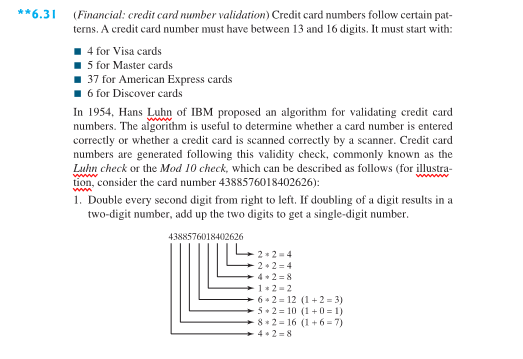 **6.31 (Financial: credit card number validation) Credit card numbers follow certain pat-
terns. A credit card number must have between 13 and 16 digits. It must start with:
■ 4 for Visa cards
■ 5 for Master cards
■ 37 for American Express cards
■ 6 for Discover cards
In 1954, Hans Luhn of IBM proposed an algorithm for validating credit card
numbers. The algorithm is useful to determine whether a card number is entered
correctly or whether a credit card is scanned correctly by a scanner. Credit card
numbers are generated following this validity check, commonly known as the
Luhn check or the Mod 10 check, which can be described as follows (for illustra-
tion, consider the card number 4388576018402626):
1. Double every second digit from right to left. If doubling of a digit results in a
two-digit number, add up the two digits to get a single-digit number.
4388576018402626
2 * 2 = 4
2 * 2 = 4
4 * 2 = 8
1 * 2 = 2
6 * 2 = 12 (1 + 2 = 3)
5 * 2 = 10 (1 + 0 = 1)
8 * 2 = 16 (1 + 6 = 7)
4 * 2 = 8